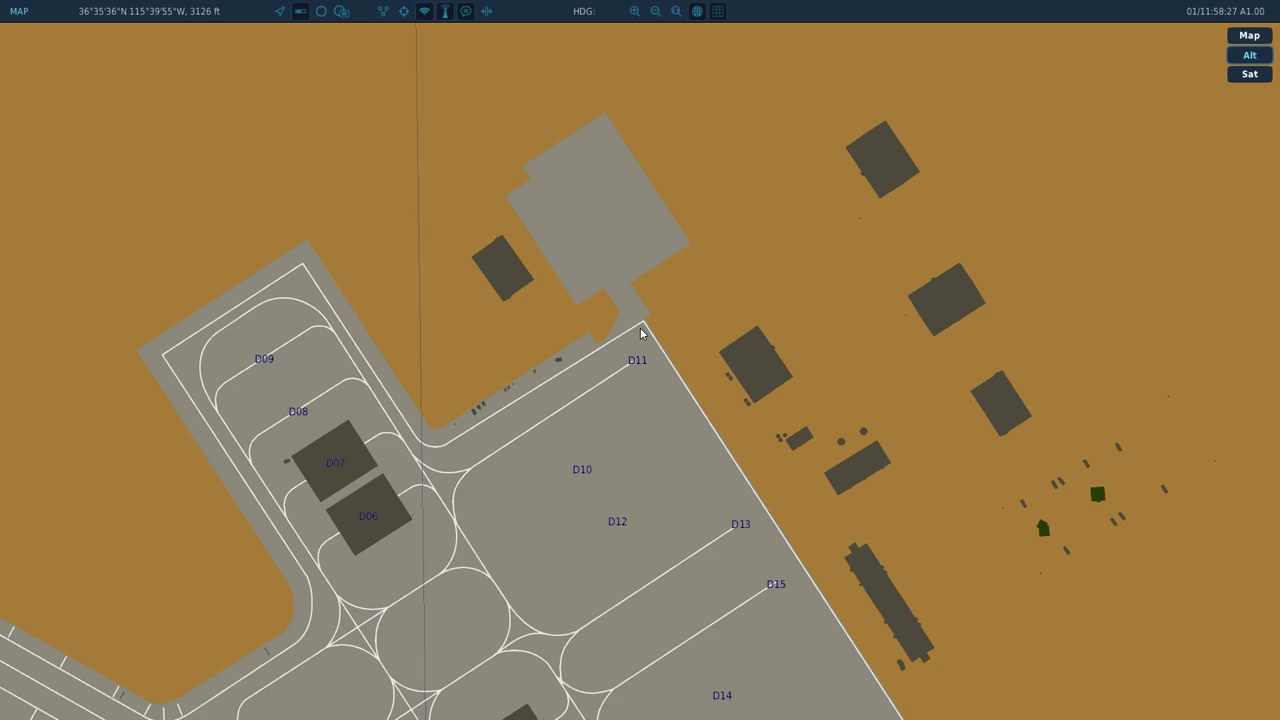 MAP 36°35'36"N 115°39'55"W, 3126 ft HDG: 01/11:58:27 A1.00
Map
Alt
Sat
D09
D11
D08
D07
D10
D06
D12
D13
D15
D14